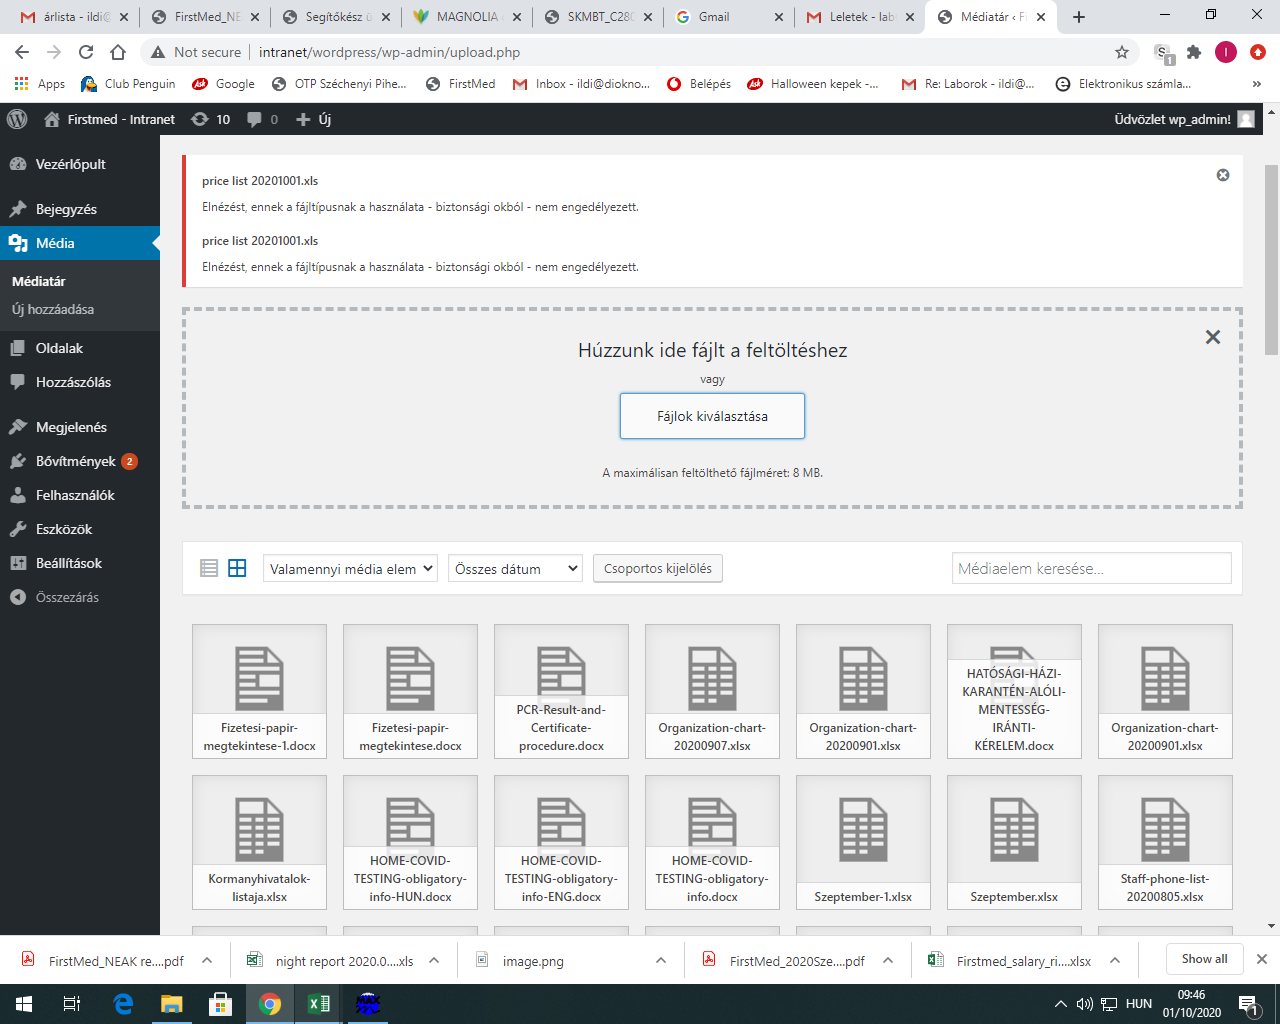 árlista - ildi@
FirstMed_NE
Segítőkész ü
MAGNOLIA
SKMBT_C280
Gmail
Leletek - labl
Médiatár ‹ F
Not secure | intranet/wordpress/wp-admin/upload.php
S
1
I
Apps
Club Penguin
Google
OTP Széchenyi Pihe...
FirstMed
Inbox - ildi@diokno...
Belépés
Halloween kepek -...
Re: Laborok - ildi@...
Elektronikus számla...
»
Firstmed - Intranet
10
0
Új
Üdvözlet wp_admin!
Vezérlőpult
Bejegyzés
Média
Médiatár
Új hozzáadása
Oldalak
Hozzászólás
Megjelenés
Bővítmények 2
Felhasználók
Eszközök
Beállítások
Összezárás
price list 20201001.xls
Elnézést, ennek a fájltípusnak a használata - biztonsági okból - nem engedélyezett.
price list 20201001.xls
Elnézést, ennek a fájltípusnak a használata - biztonsági okból - nem engedélyezett.
Húzzunk ide fájlt a feltöltéshez
vagy
Fájlok kiválasztása
A maximálisan feltölthető fájlméret: 8 MB.
Valamennyi média elem
Összes dátum
Csoportos kijelölés
Médiaelem keresése...
Fizetesi-papir-
megtekintese-1.docx
Fizetesi-papir-
megtekintese.docx
PCR-Result-and-
Certificate-
procedure.docx
Organization-chart-
20200907.xlsx
Organization-chart-
20200901.xlsx
HATÓSÁGI-HÁZI-
KARANTÉN-ALÓLI-
MENTESSÉG-
IRÁNTI-
KÉRELEM.docx
Organization-chart-
20200901.xlsx
Kormanyhivatalok-
listaja.xlsx
HOME-COVID-
TESTING-obligatory-
info-HUN.docx
HOME-COVID-
TESTING-obligatory-
info-ENG.docx
HOME-COVID-
TESTING-obligatory-
info.docx
Szeptember-1.xlsx
Szeptember.xlsx
Staff-phone-list-
20200805.xlsx
FirstMed_NEAK re....pdf
night report 2020.0....xls
image.png
FirstMed_2020Sze....pdf
Firstmed_salary_ri....xlsx
Show all
MAX
HUN
09:46
01/10/2020
1